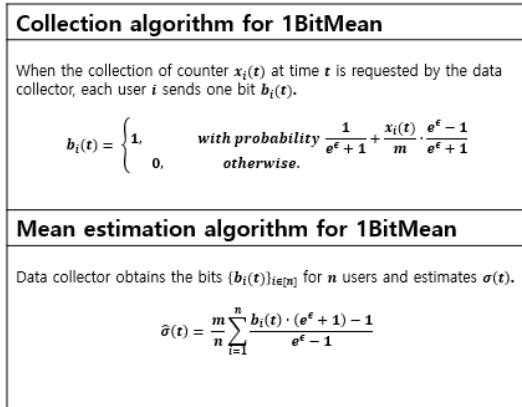 Collection algorithm for 1BitMean
When the collection of counter x_i(t) at time t is requested by the data
collector, each user i sends one bit b_i(t).
b_i(t) = { 1, with probability 1/(e^ϵ + 1) + x_i(t)/m · (e^ϵ − 1)/(e^ϵ + 1)
0, otherwise.
Mean estimation algorithm for 1BitMean
Data collector obtains the bits {b_i(t)}_{iϵ[n]} for n users and estimates σ(t).
σ̂(t) = m/n ∑_{i=1}^{n} (b_i(t) · (e^ϵ + 1) − 1)/(e^ϵ − 1)